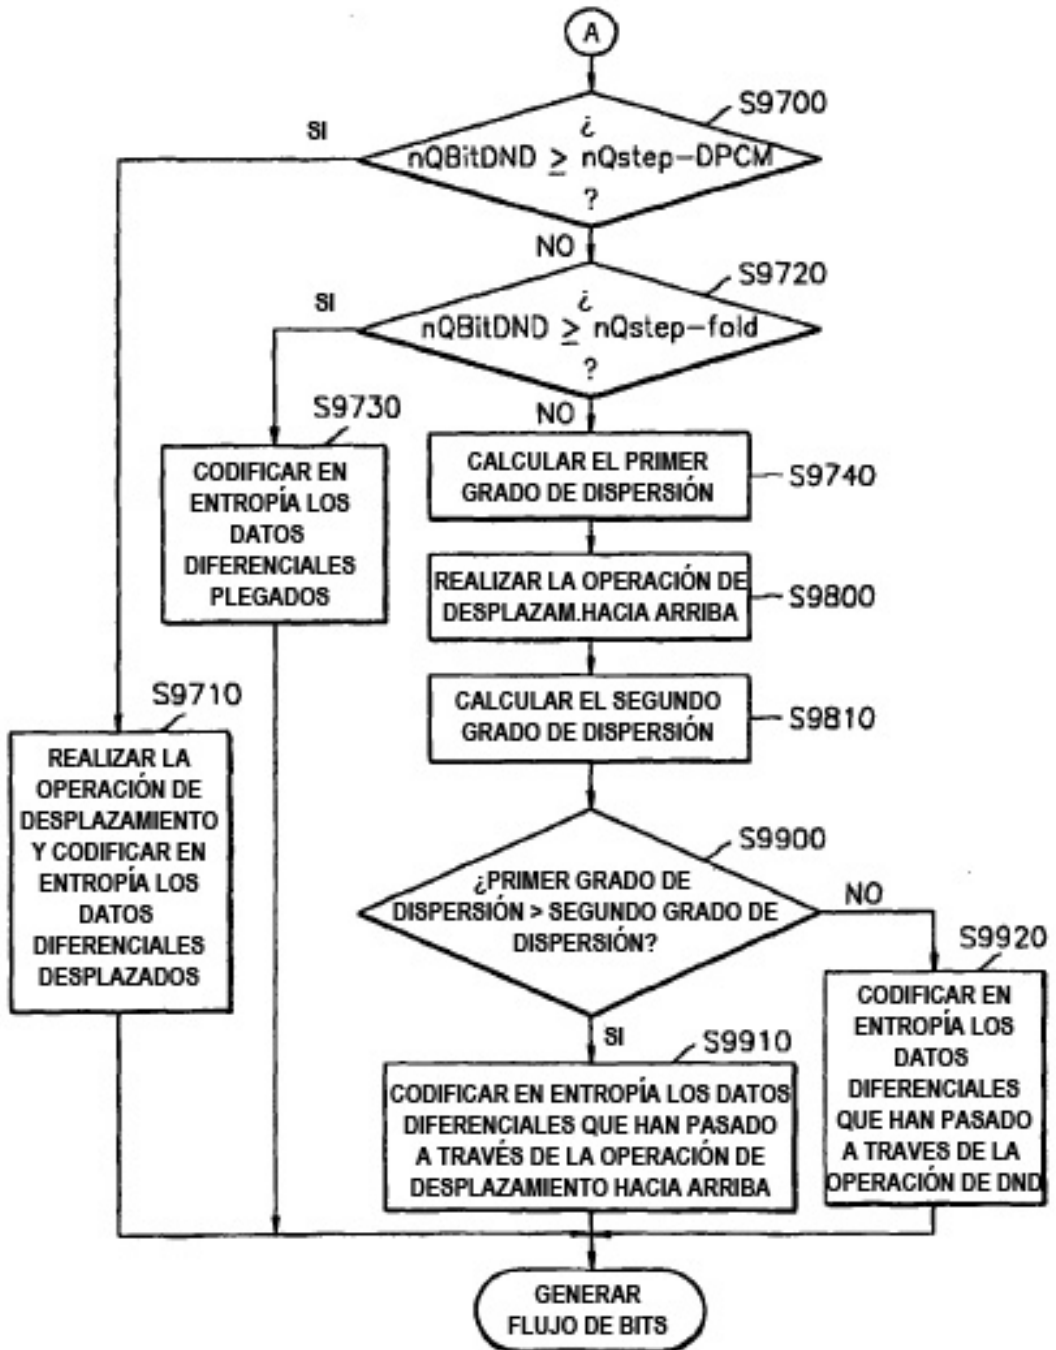 A
S9700
SI
¿
nQBitDND ≥ nQstep-DPCM
?
NO
S9720
SI
¿
nQBitDND ≥ nQstep-fold
?
NO
S9730
CODIFICAR EN
ENTROPÍA LOS
DATOS
DIFERENCIALES
PLEGADOS
CALCULAR EL PRIMER
GRADO DE DISPERSIÓN
S9740
REALIZAR LA OPERACIÓN DE
DESPLAZAM.HACIA ARRIBA
S9800
CALCULAR EL SEGUNDO
GRADO DE DISPERSIÓN
S9810
S9710
REALIZAR LA
OPERACIÓN DE
DESPLAZAMIENTO
Y CODIFICAR EN
ENTROPÍA LOS
DATOS
DIFERENCIALES
DESPLAZADOS
S9900
¿PRIMER GRADO DE
DISPERSIÓN > SEGUNDO GRADO DE
DISPERSIÓN?
NO
S9920
CODIFICAR EN
ENTROPÍA LOS
DATOS
DIFERENCIALES
QUE HAN PASADO
A TRAVES DE LA
OPERACIÓN DE DND
SI
S9910
CODIFICAR EN ENTROPÍA LOS DATOS
DIFERENCIALES QUE HAN PASADO
A TRAVÉS DE LA OPERACIÓN DE
DESPLAZAMIENTO HACIA ARRIBA
GENERAR
FLUJO DE BITS